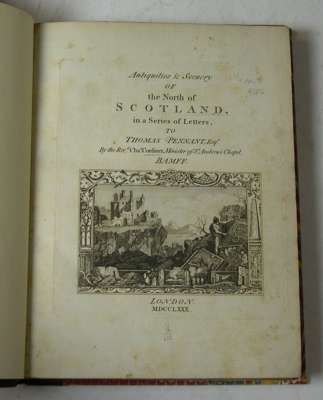 Antiquities & Scenery
OF
the North of
SCOTLAND,
in a Series of Letters,
TO
THOMAS PENNANT, Esqr.
By the Revd. Chas. Cordiner, Minister of St. Andrew's Chapel,
BAMFF.
LONDON.
MDCCLXXX.